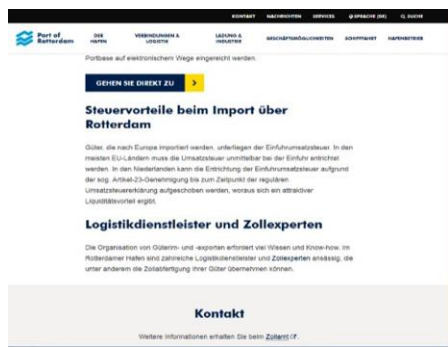 KONTAKT NACHRICHTEN SERVICES SPRACHE (DE) SUCHE
Port of Rotterdam
DER HAFEN
VERBINDUNGEN & LOGISTIK
LADUNG & INDUSTRIE
GESCHÄFTSMÖGLICHKEITEN
SCHIFFFAHRT
HAFENBETRIEB
Portbase auf elektronischem Wege eingereicht werden.
GEHEN SIE DIREKT ZU >
Steuervorteile beim Import über
Rotterdam
Güter, die nach Europa importiert werden, unterliegen der Einfuhrumsatzsteuer. In den
meisten EU-Ländern muss die Umsatzsteuer unmittelbar bei der Einfuhr entrichtet
werden. In den Niederlanden kann die Entrichtung der Einfuhrumsatzsteuer aufgrund
der sog. Artikel-23-Genehmigung bis zum Zeitpunkt der regulären
Umsatzsteuererklärung aufgeschoben werden, woraus sich ein attraktiver
Liquiditätsvorteil ergibt.
Logistikdienstleister und Zollexperten
Die Organisation von Güterim- und -exporten erfordert viel Wissen und Know-how. Im
Rotterdamer Hafen sind zahlreiche Logistikdienstleister und Zollexperten ansässig, die
unter anderem die Zollabfertigung Ihrer Güter übernehmen können.
Kontakt
Weitere Informationen erhalten Sie beim Zollamt.